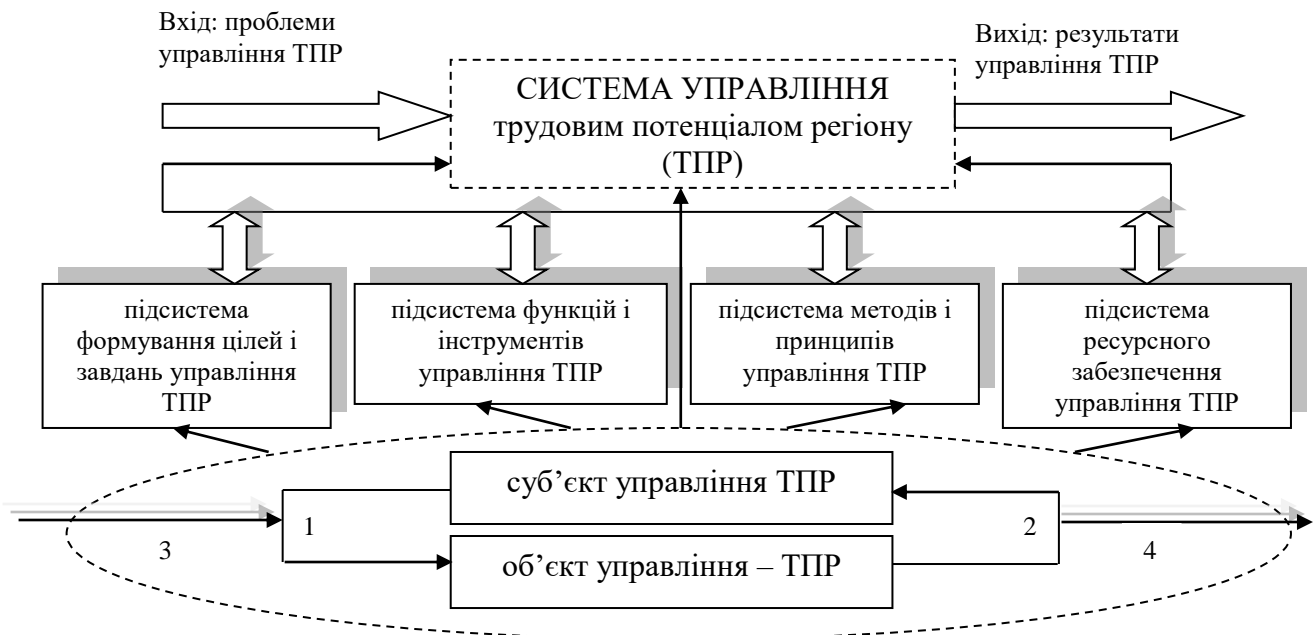 Вхід: проблеми
управління ТПР
Вихід: результати
управління ТПР
СИСТЕМА УПРАВЛІННЯ
трудовим потенціалом регіону
(ТПР)
підсистема
формування цілей і
завдань управління
ТПР
підсистема функцій і
інструментів
управління ТПР
підсистема методів і
принципів
управління ТПР
підсистема
ресурсного
забезпечення
управління ТПР
суб’єкт управління ТПР
1
2
3
4
об’єкт управління – ТПР